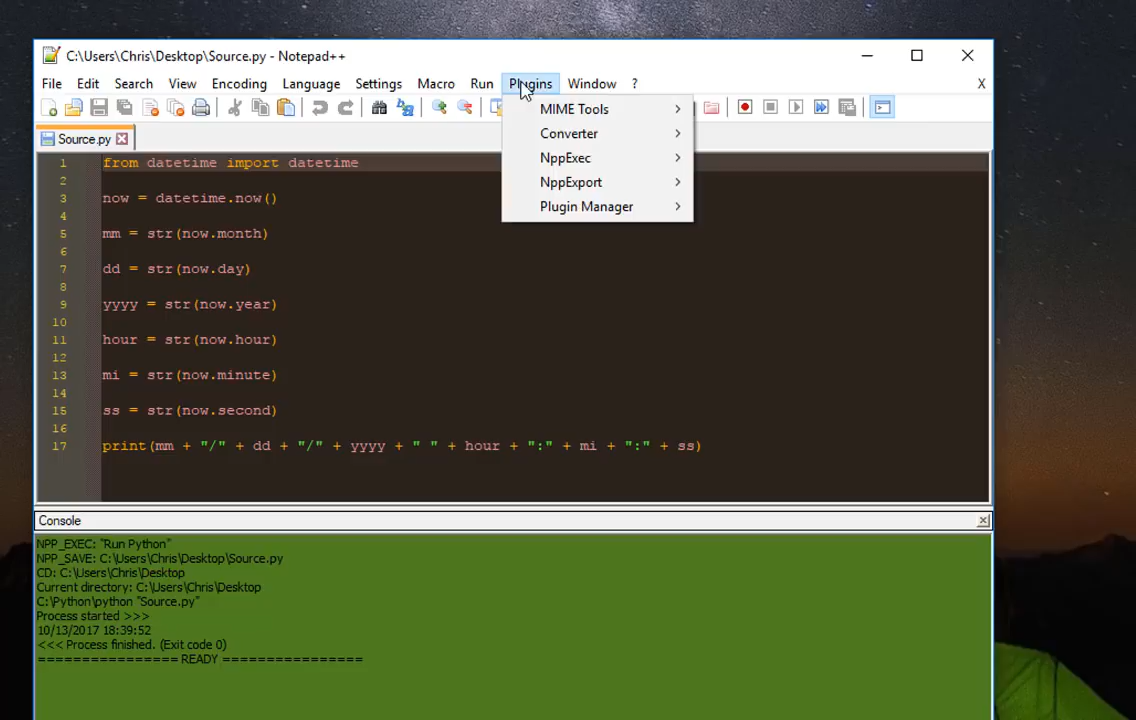 C:\Users\Chris\Desktop\Source.py - Notepad++
File Edit Search View Encoding Language Settings Macro Run Plugins Window ? X
MIME Tools
Converter
NppExec
NppExport
Plugin Manager
Source.py
1 from datetime import datetime
2
3 now = datetime.now()
4
5 mm = str(now.month)
6
7 dd = str(now.day)
8
9 yyyy = str(now.year)
10
11 hour = str(now.hour)
12
13 mi = str(now.minute)
14
15 ss = str(now.second)
16
17 print(mm + "/" + dd + "/" + yyyy + " " + hour + ":" + mi + ":" + ss)
Console
NPP_EXEC: "Run Python"
NPP_SAVE: C:\Users\Chris\Desktop\Source.py
CD: C:\Users\Chris\Desktop
Current directory: C:\Users\Chris\Desktop
C:\Python\python "Source.py"
Process started >>>
10/13/2017 18:39:52
<<< Process finished. (Exit code 0)
================ READY ================